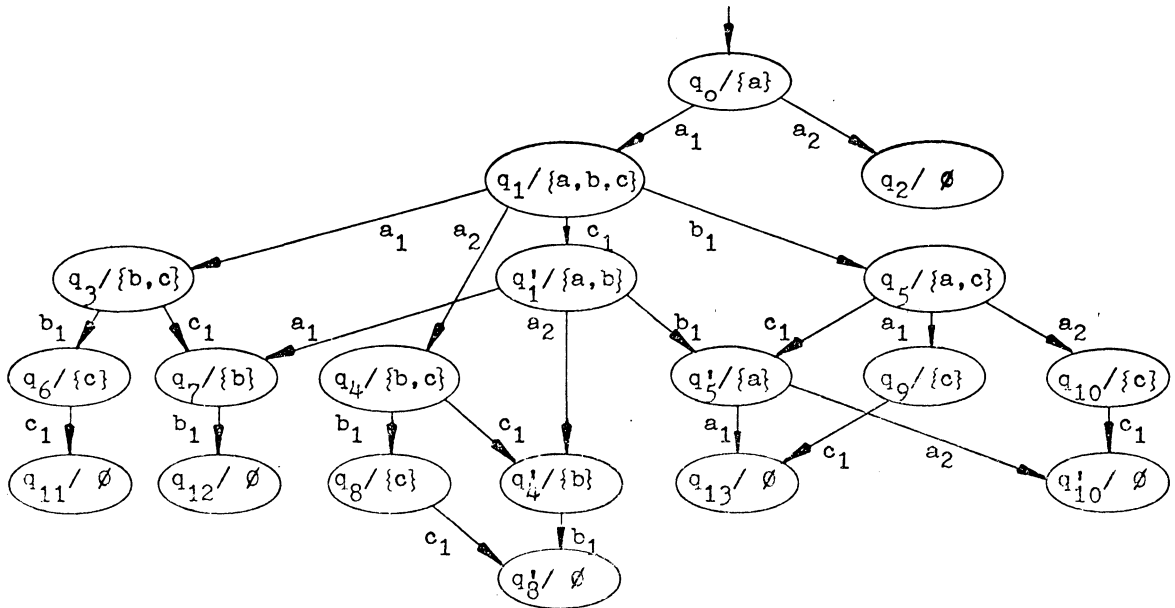 q0/{a}
a1 a2
q1/{a,b,c} q2/ ∅
a1 a2 c1 b1
q3/{b,c} q'1/{a,b} q5/{a,c}
b1 c1 a1 a2 b1 c1 a1 a2
q6/{c} q7/{b} q4/{b,c} q'5/{a} q9/{c} q10/{c}
c1 b1 b1 c1 a1 c1 a2 c1
q11/ ∅ q12/ ∅ q8/{c} q'4/{b} q13/ ∅ q'10/ ∅
c1 b1
q'8/ ∅